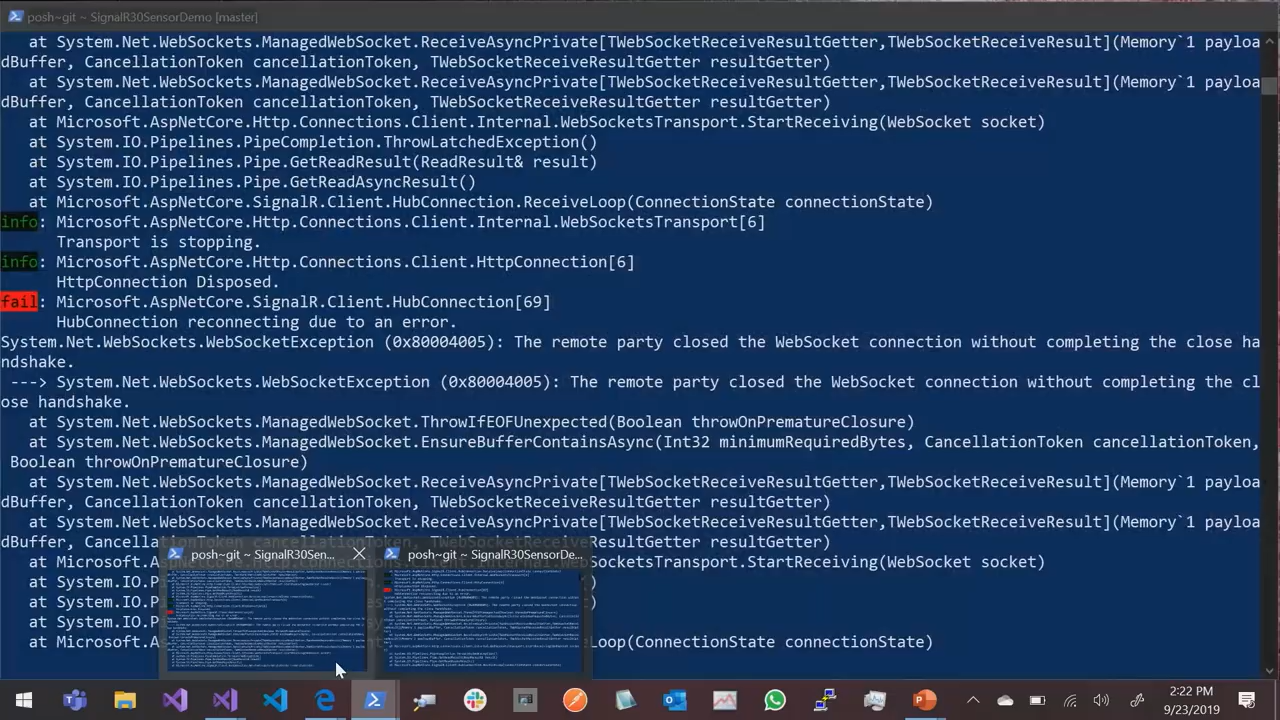 posh~git ~ SignalR30SensorDemo [master]
at System.Net.WebSockets.ManagedWebSocket.ReceiveAsyncPrivate[TWebSocketReceiveResultGetter,TWebSocketReceiveResult](Memory`1 payloa
dBuffer, CancellationToken cancellationToken, TWebSocketReceiveResultGetter resultGetter)
at System.Net.WebSockets.ManagedWebSocket.ReceiveAsyncPrivate[TWebSocketReceiveResultGetter,TWebSocketReceiveResult](Memory`1 payloa
dBuffer, CancellationToken cancellationToken, TWebSocketReceiveResultGetter resultGetter)
at Microsoft.AspNetCore.Http.Connections.Client.Internal.WebSocketsTransport.StartReceiving(WebSocket socket)
at System.IO.Pipelines.PipeCompletion.ThrowLatchedException()
at System.IO.Pipelines.Pipe.GetReadResult(ReadResult& result)
at System.IO.Pipelines.Pipe.GetReadAsyncResult()
at Microsoft.AspNetCore.SignalR.Client.HubConnection.ReceiveLoop(ConnectionState connectionState)
info: Microsoft.AspNetCore.Http.Connections.Client.Internal.WebSocketsTransport[6]
Transport is stopping.
info: Microsoft.AspNetCore.Http.Connections.Client.HttpConnection[6]
HttpConnection Disposed.
fail: Microsoft.AspNetCore.SignalR.Client.HubConnection[69]
HubConnection reconnecting due to an error.
System.Net.WebSockets.WebSocketException (0x80004005): The remote party closed the WebSocket connection without completing the close ha
ndshake.
---> System.Net.WebSockets.WebSocketException (0x80004005): The remote party closed the WebSocket connection without completing the cl
ose handshake.
at System.Net.WebSockets.ManagedWebSocket.ThrowIfEOFUnexpected(Boolean throwOnPrematureClosure)
at System.Net.WebSockets.ManagedWebSocket.EnsureBufferContainsAsync(Int32 minimumRequiredBytes, CancellationToken cancellationToken,
Boolean throwOnPrematureClosure)
at System.Net.WebSockets.ManagedWebSocket.ReceiveAsyncPrivate[TWebSocketReceiveResultGetter,TWebSocketReceiveResult](Memory`1 payloa
dBuffer, CancellationToken cancellationToken, TWebSocketReceiveResultGetter resultGetter)
at System.Net.WebSockets.ManagedWebSocket.ReceiveAsyncPrivate[TWebSocketReceiveResultGetter,TWebSocketReceiveResult](Memory`1 payloa
dBuffer, CancellationToken cancellationToken, TWebSocketReceiveResultGetter resultGetter)
posh~git ~ SignalR30Sen...
posh~git ~ SignalR30SensorDe...
at Microsoft.A
SocketsTransport.StartReceiving(WebSocket socket)
at System.IO
at System.IO
at System.IO
at Microsoft.A
Loop(ConnectionState connectionState)
2:22 PM
9/23/2019